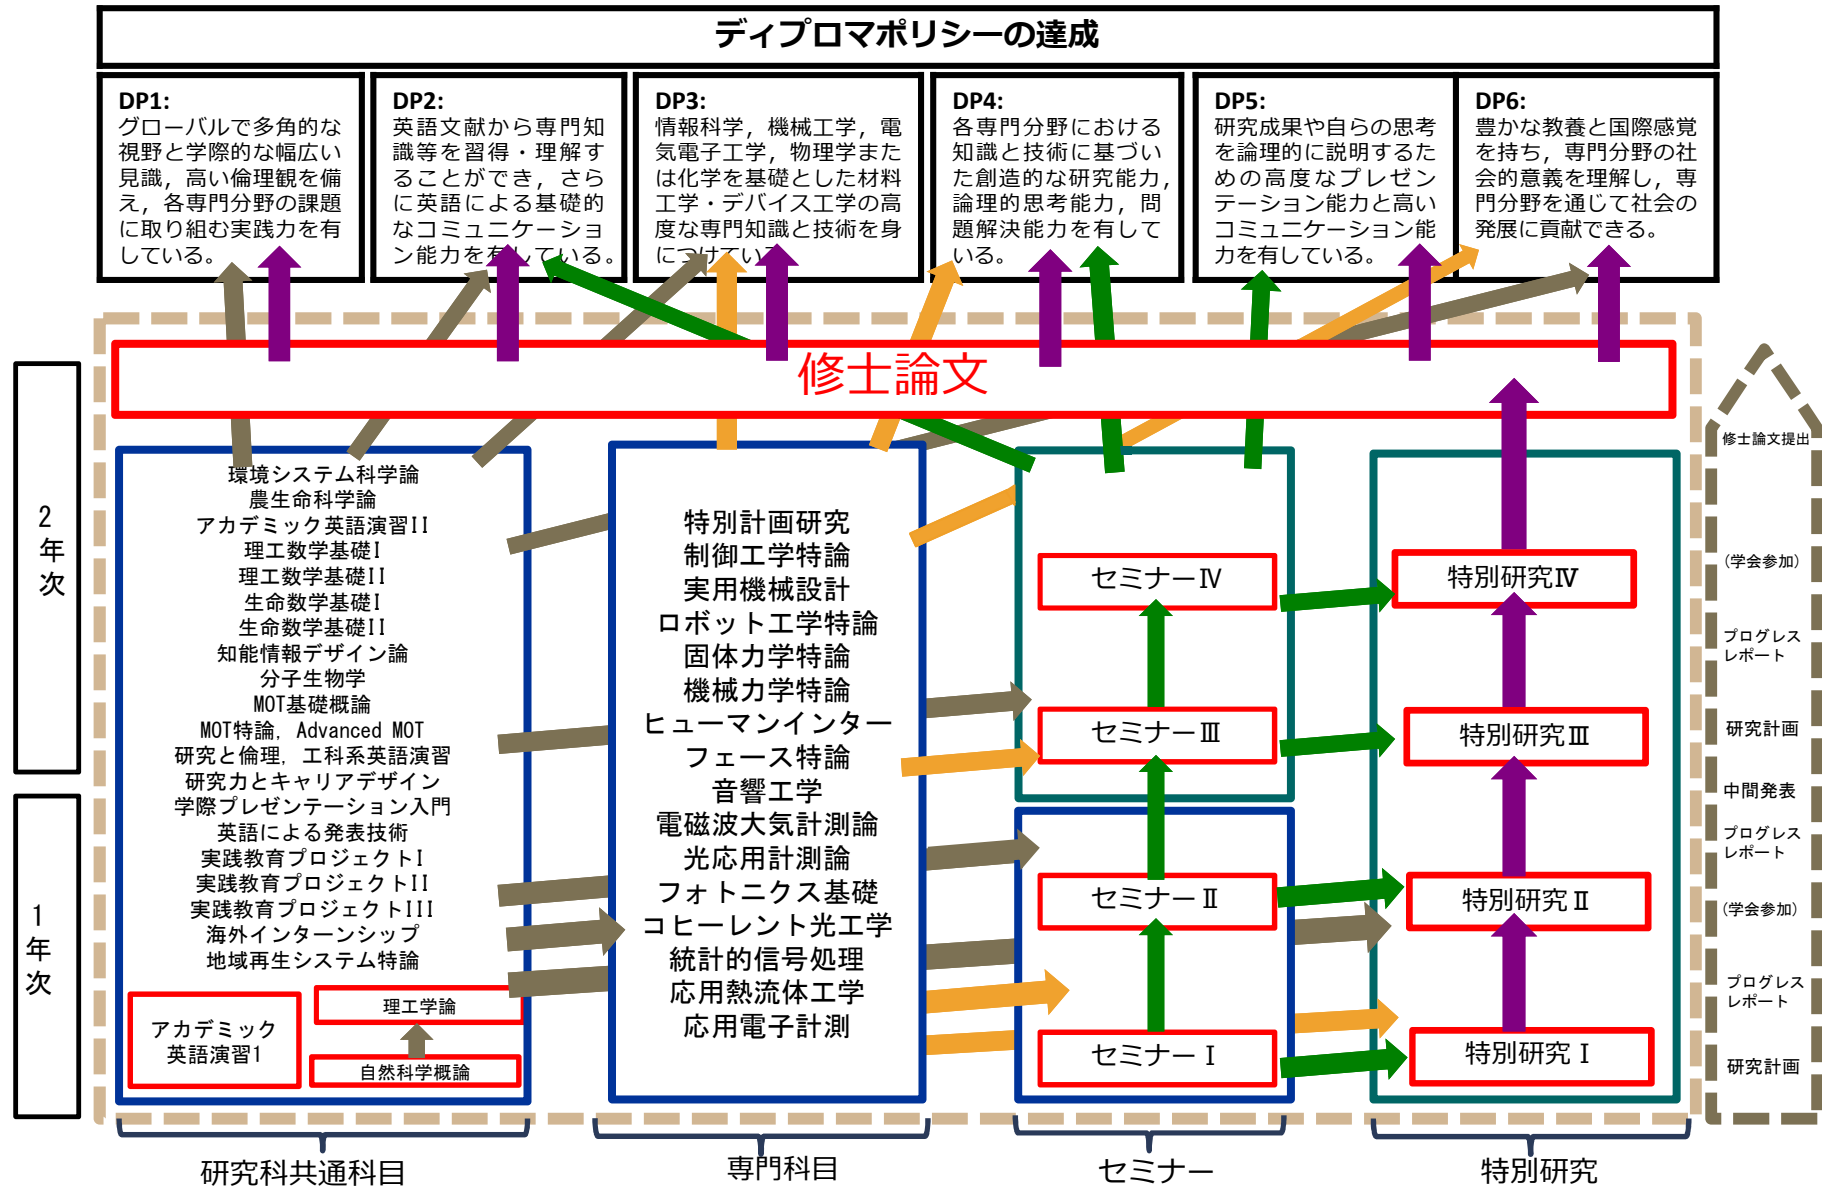 ディプロマポリシーの達成
DP1:
グローバルで多角的な
視野と学際的な幅広い
見識，高い倫理観を備
え，各専門分野の課題
に取り組む実践力を有
している。
DP2:
英語文献から専門知
識等を習得・理解す
ることができ，さら
に英語による基礎的
なコミュニケーショ
ン能力を有している。
DP3:
情報科学，機械工学，電
気電子工学，物理学また
は化学を基礎とした材料
工学・デバイス工学の高
度な専門知識と技術を身
につけている。
DP4:
各専門分野における
知識と技術に基づい
た創造的な研究能力，
論理的思考能力，問
題解決能力を有して
いる。
DP5:
研究成果や自らの思考
を論理的に説明するた
めの高度なプレゼン
テーション能力と高い
コミュニケーション能
力を有している。
DP6:
豊かな教養と国際感覚
を持ち，専門分野の社
会的意義を理解し，専
門分野を通じて社会の
発展に貢献できる。
修士論文
2
年
次
1
年
次
環境システム科学論
農生命科学論
アカデミック英語演習II
理工数学基礎I
理工数学基礎II
生命数学基礎I
生命数学基礎II
知能情報デザイン論
分子生物学
MOT基礎概論
MOT特論，Advanced MOT
研究と倫理，工科系英語演習
研究力とキャリアデザイン
学際プレゼンテーション入門
英語による発表技術
実践教育プロジェクトI
実践教育プロジェクトII
実践教育プロジェクトIII
海外インターンシップ
地域再生システム特論
アカデミック
英語演習1
理工学論
自然科学概論
特別計画研究
制御工学特論
実用機械設計
ロボット工学特論
固体力学特論
機械力学特論
ヒューマンインター
フェース特論
音響工学
電磁波大気計測論
光応用計測論
フォトニクス基礎
コヒーレント光工学
統計的信号処理
応用熱流体工学
応用電子計測
セミナーⅣ
セミナーⅢ
セミナーⅡ
セミナーⅠ
特別研究Ⅳ
特別研究Ⅲ
特別研究Ⅱ
特別研究Ⅰ
修士論文提出
(学会参加)
プログレス
レポート
研究計画
中間発表
プログレス
レポート
(学会参加)
プログレス
レポート
研究計画
研究科共通科目
専門科目
セミナー
特別研究